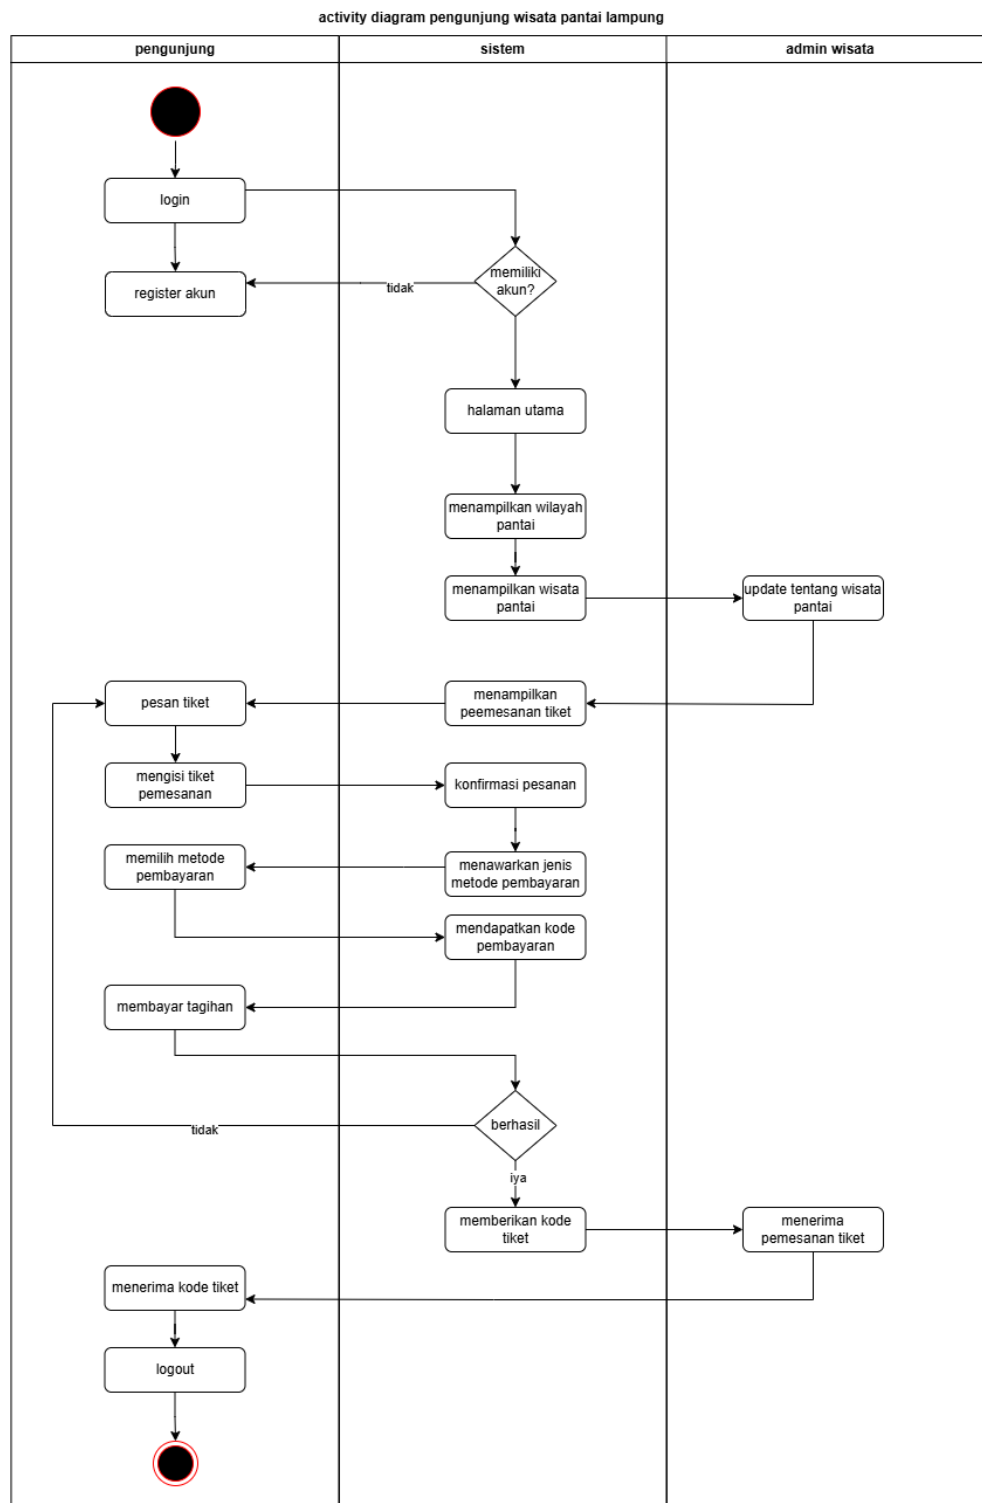 activity diagram pengunjung wisata pantai lampung
pengunjung
sistem
admin wisata
login
memiliki
akun?
tidak
register akun
halaman utama
menampilkan wilayah
pantai
menampilkan wisata
pantai
update tentang wisata
pantai
pesan tiket
menampilkan
peemesanan tiket
mengisi tiket
pemesanan
konfirmasi pesanan
memilih metode
pembayaran
menawarkan jenis
metode pembayaran
mendapatkan kode
pembayaran
membayar tagihan
berhasil
tidak
iya
memberikan kode
tiket
menerima
pemesanan tiket
menerima kode tiket
logout